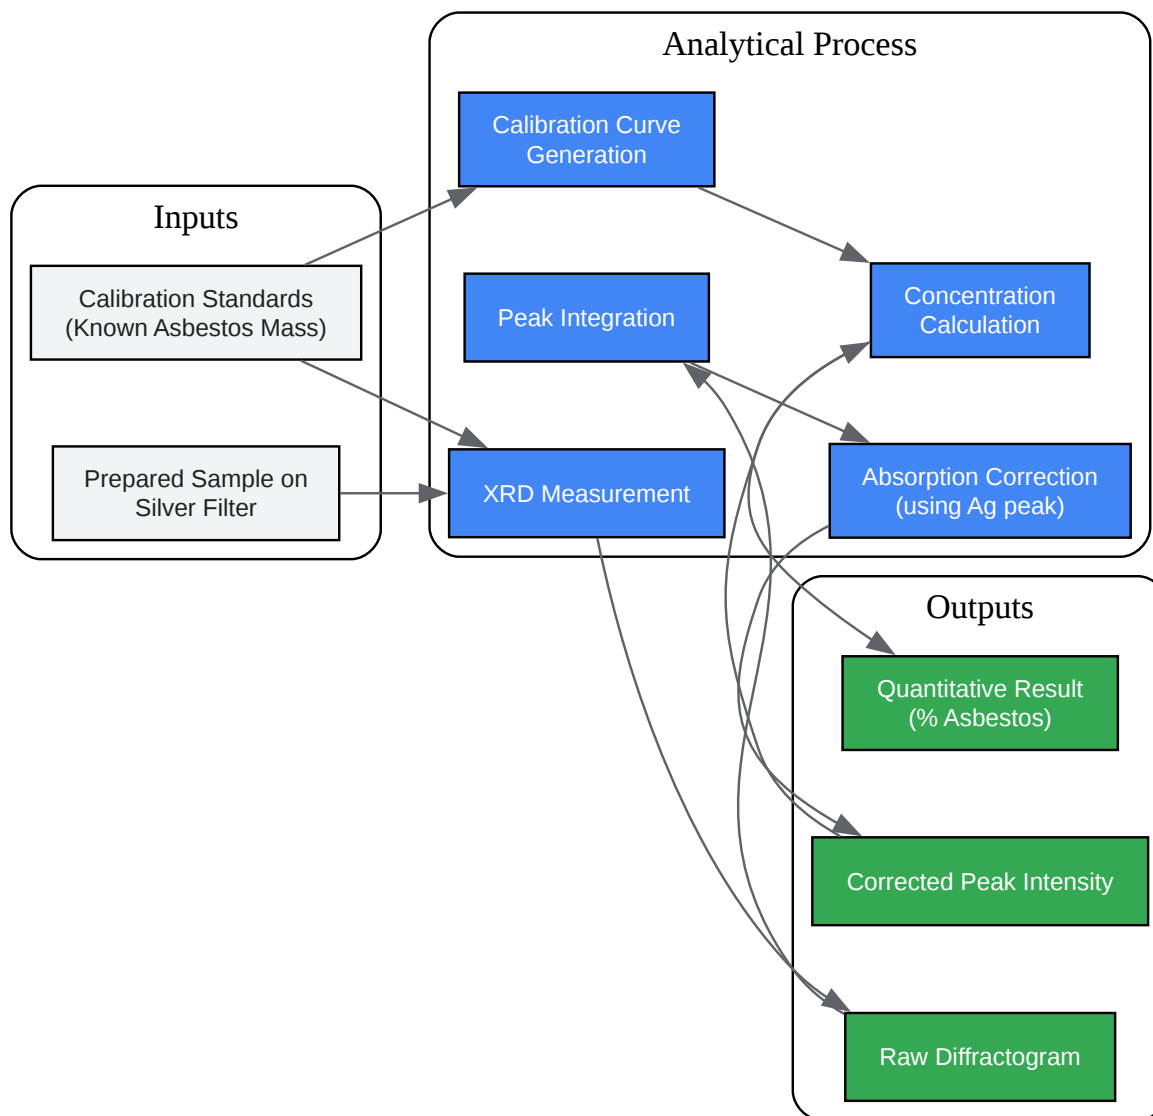 Analytical Process
Calibration Curve
Generation
Inputs
Calibration Standards
(Known Asbestos Mass)
Peak Integration
Concentration
Calculation
Prepared Sample on
Silver Filter
XRD Measurement
Absorption Correction
(using Ag peak)
Outputs
Quantitative Result
(% Asbestos)
Corrected Peak Intensity
Raw Diffractogram